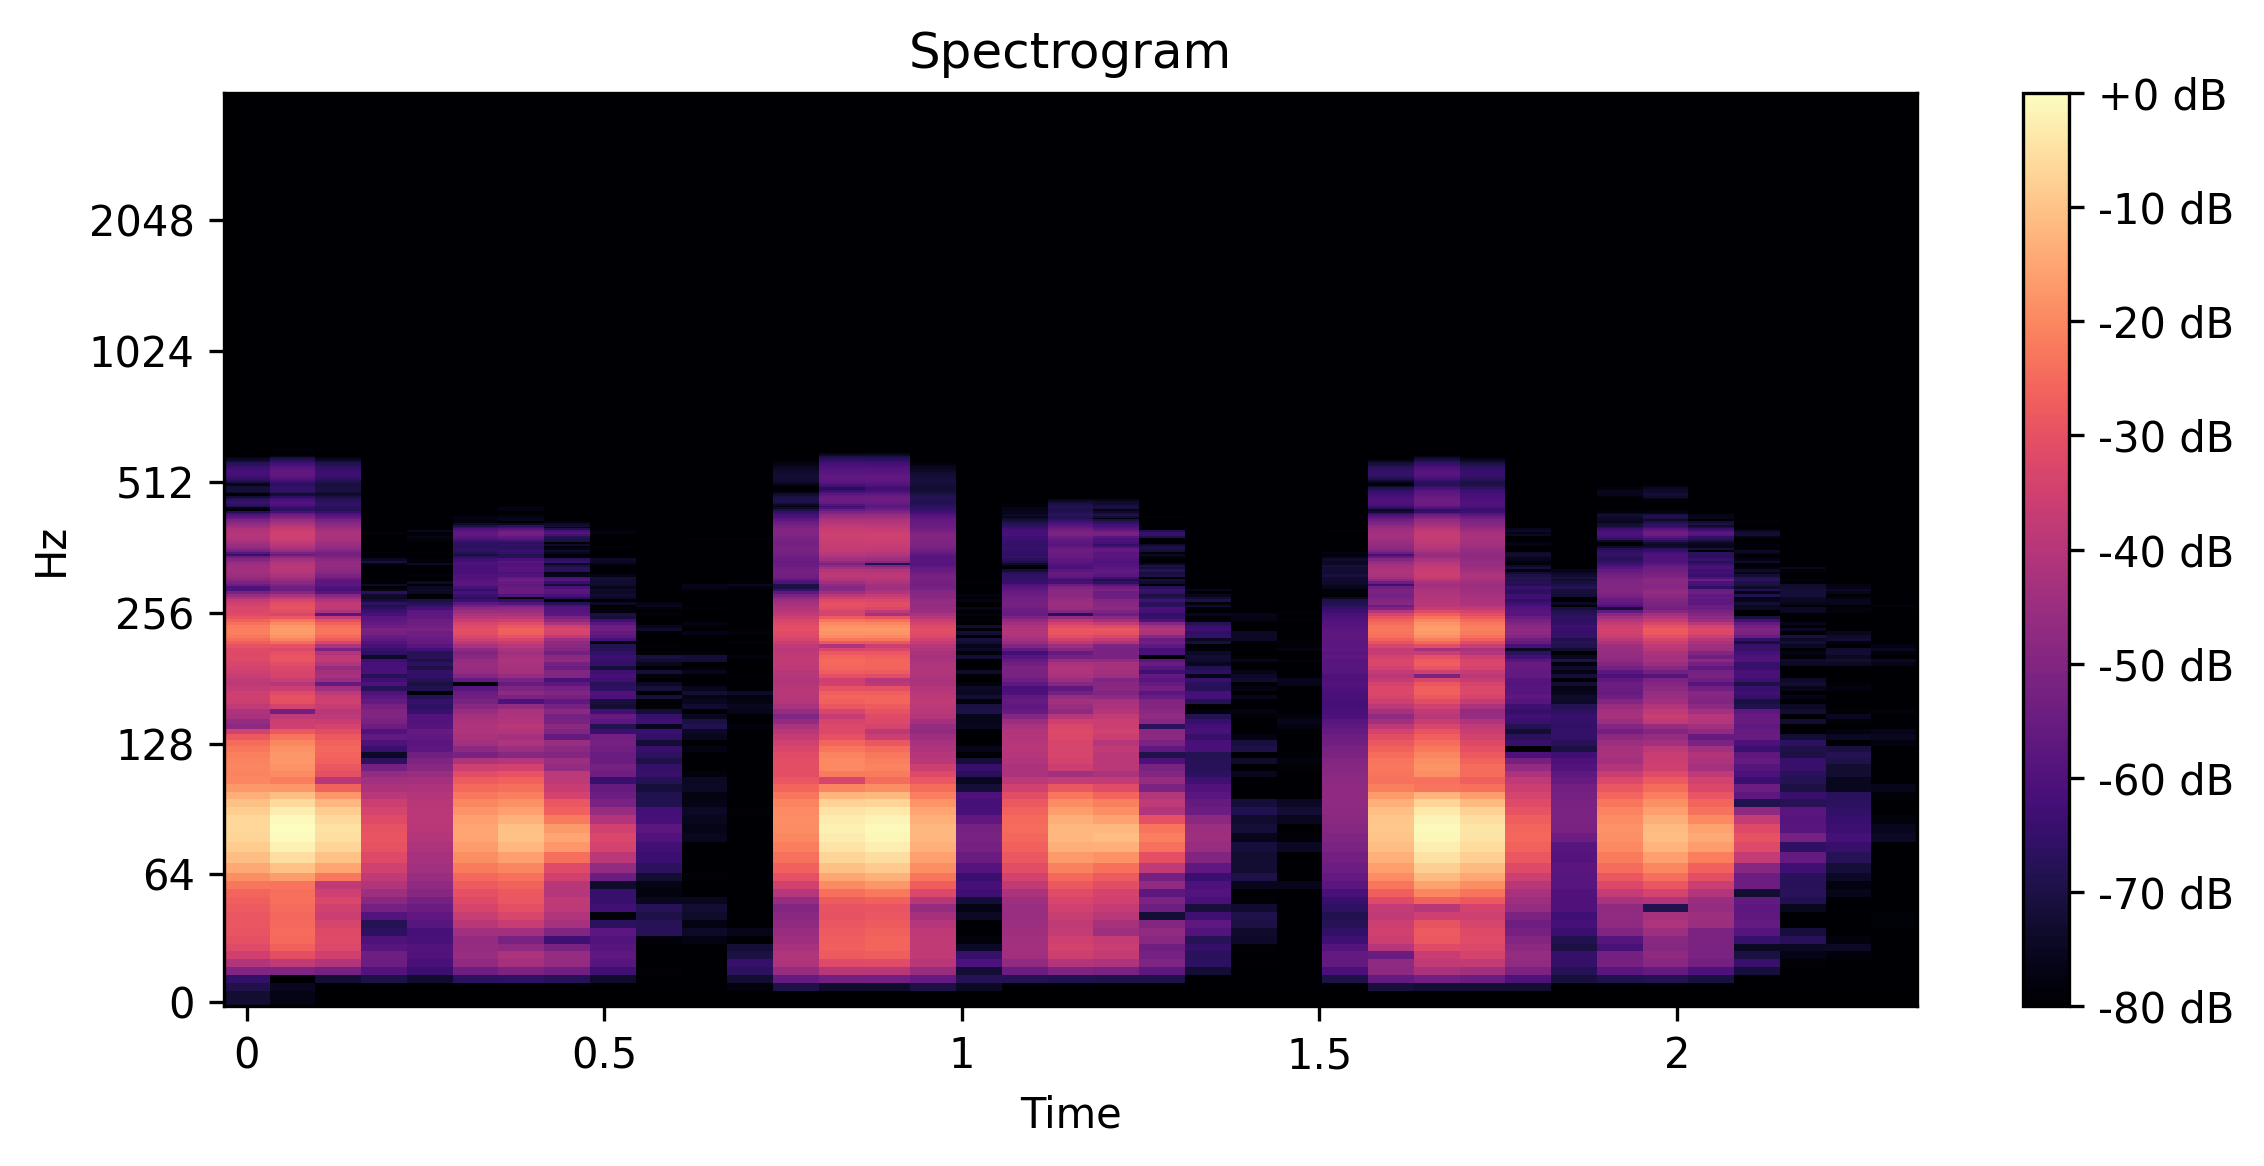 Spectrogram
+0 dB
-10 dB
-20 dB
-30 dB
-40 dB
-50 dB
-60 dB
-70 dB
-80 dB
Hz
2048
1024
512
256
128
64
0
0 0.5 1 1.5 2
Time